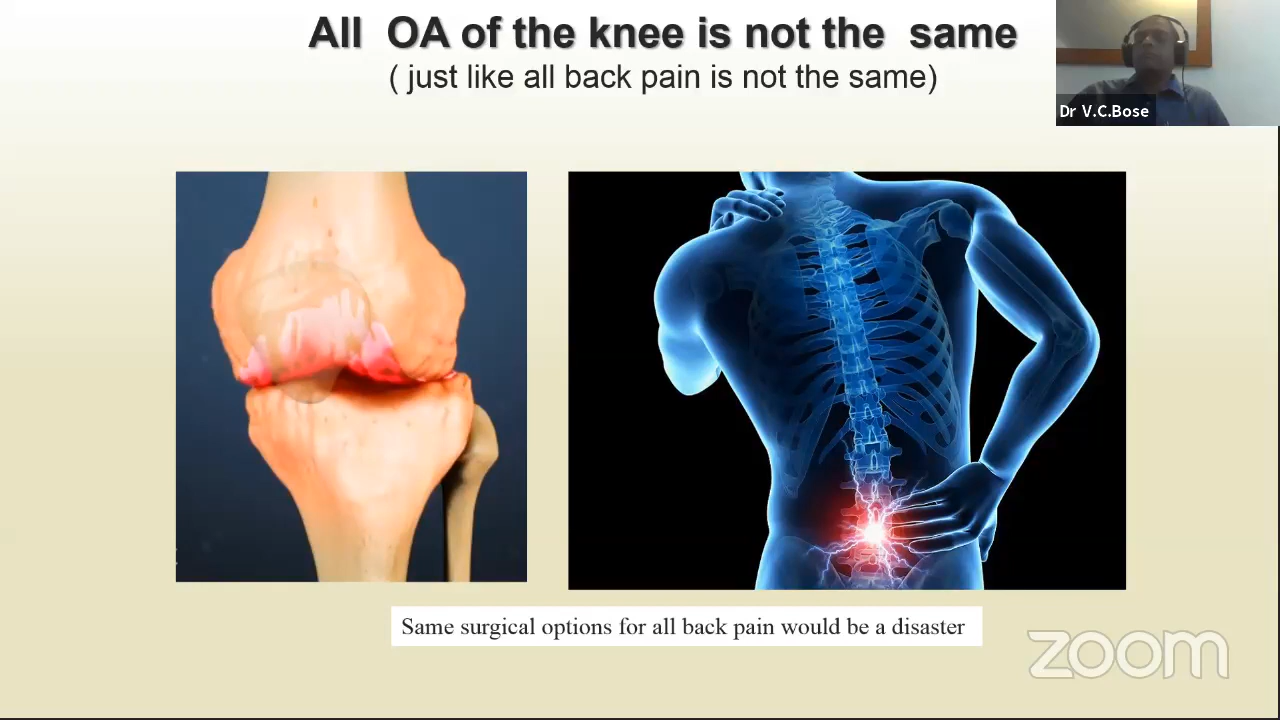 All OA of the knee is not the same
( just like all back pain is not the same)
Dr V.C.Bose
Same surgical options for all back pain would be a disaster
zoom